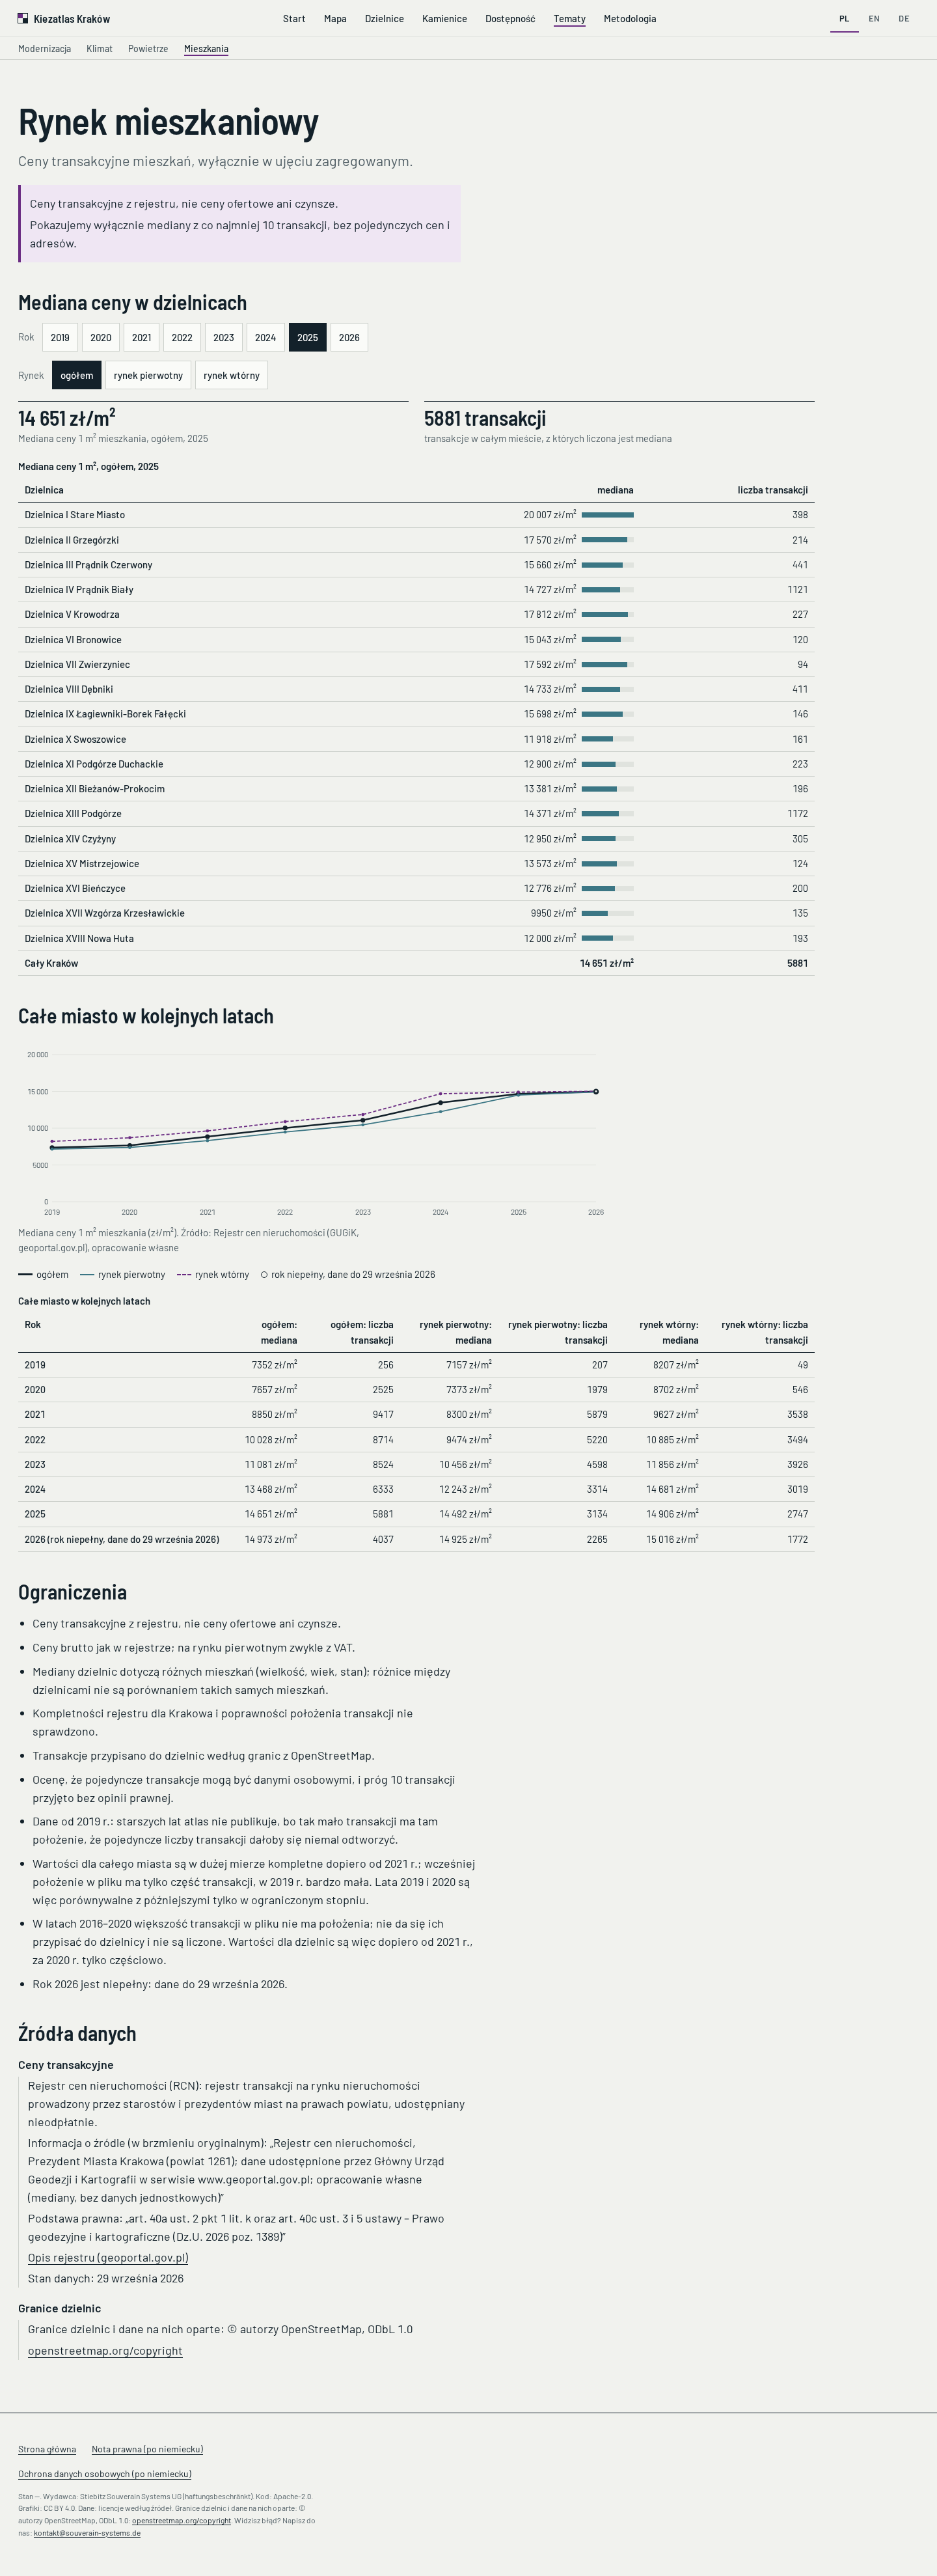 Kiezatlas Kraków
Start Mapa Dzielnice Kamienice Dostępność Tematy Metodologia
PL EN DE
Modernizacja Klimat Powietrze Mieszkania
Rynek mieszkaniowy
Ceny transakcyjne mieszkań, wyłącznie w ujęciu zagregowanym.
Ceny transakcyjne z rejestru, nie ceny ofertowe ani czynsze.
Pokazujemy wyłącznie mediany z co najmniej 10 transakcji, bez pojedynczych cen i
adresów.
Mediana ceny w dzielnicach
Rok 2019 2020 2021 2022 2023 2024 2025 2026
Rynek ogółem rynek pierwotny rynek wtórny
14 651 zł/m²
Mediana ceny 1 m² mieszkania, ogółem, 2025
5881 transakcji
transakcje w całym mieście, z których liczona jest mediana
Mediana ceny 1 m², ogółem, 2025
Dzielnica mediana liczba transakcji
Dzielnica I Stare Miasto 20 007 zł/m² 398
Dzielnica II Grzegórzki 17 570 zł/m² 214
Dzielnica III Prądnik Czerwony 15 660 zł/m² 441
Dzielnica IV Prądnik Biały 14 727 zł/m² 1121
Dzielnica V Krowodrza 17 812 zł/m² 227
Dzielnica VI Bronowice 15 043 zł/m² 120
Dzielnica VII Zwierzyniec 17 592 zł/m² 94
Dzielnica VIII Dębniki 14 733 zł/m² 411
Dzielnica IX Łagiewniki-Borek Fałęcki 15 698 zł/m² 146
Dzielnica X Swoszowice 11 918 zł/m² 161
Dzielnica XI Podgórze Duchackie 12 900 zł/m² 223
Dzielnica XII Bieżanów-Prokocim 13 381 zł/m² 196
Dzielnica XIII Podgórze 14 371 zł/m² 1172
Dzielnica XIV Czyżyny 12 950 zł/m² 305
Dzielnica XV Mistrzejowice 13 573 zł/m² 124
Dzielnica XVI Bieńczyce 12 776 zł/m² 200
Dzielnica XVII Wzgórza Krzesławickie 9950 zł/m² 135
Dzielnica XVIII Nowa Huta 12 000 zł/m² 193
Cały Kraków 14 651 zł/m² 5881
Całe miasto w kolejnych latach
20 000
15 000
10 000
5000
0
2019 2020 2021 2022 2023 2024 2025 2026
Mediana ceny 1 m² mieszkania (zł/m²). Źródło: Rejestr cen nieruchomości (GUGiK,
geoportal.gov.pl), opracowanie własne
ogółem rynek pierwotny rynek wtórny rok niepełny, dane do 29 września 2026
Całe miasto w kolejnych latach
Rok ogółem: mediana ogółem: liczba transakcji rynek pierwotny: mediana rynek pierwotny: liczba transakcji rynek wtórny: mediana rynek wtórny: liczba transakcji
2019 7352 zł/m² 256 7157 zł/m² 207 8207 zł/m² 49
2020 7657 zł/m² 2525 7373 zł/m² 1979 8702 zł/m² 546
2021 8850 zł/m² 9417 8300 zł/m² 5879 9627 zł/m² 3538
2022 10 028 zł/m² 8714 9474 zł/m² 5220 10 885 zł/m² 3494
2023 11 081 zł/m² 8524 10 456 zł/m² 4598 11 856 zł/m² 3926
2024 13 468 zł/m² 6333 12 243 zł/m² 3314 14 681 zł/m² 3019
2025 14 651 zł/m² 5881 14 492 zł/m² 3134 14 906 zł/m² 2747
2026 (rok niepełny, dane do 29 września 2026) 14 973 zł/m² 4037 14 925 zł/m² 2265 15 016 zł/m² 1772
Ograniczenia
Ceny transakcyjne z rejestru, nie ceny ofertowe ani czynsze.
Ceny brutto jak w rejestrze; na rynku pierwotnym zwykle z VAT.
Mediany dzielnic dotyczą różnych mieszkań (wielkość, wiek, stan); różnice między
dzielnicami nie są porównaniem takich samych mieszkań.
Kompletności rejestru dla Krakowa i poprawności położenia transakcji nie
sprawdzono.
Transakcje przypisano do dzielnic według granic z OpenStreetMap.
Ocenę, że pojedyncze transakcje mogą być danymi osobowymi, i próg 10 transakcji
przyjęto bez opinii prawnej.
Dane od 2019 r.: starszych lat atlas nie publikuje, bo tak mało transakcji ma tam
położenie, że pojedyncze liczby transakcji dałoby się niemal odtworzyć.
Wartości dla całego miasta są w dużej mierze kompletne dopiero od 2021 r.; wcześniej
położenie w pliku ma tylko część transakcji, w 2019 r. bardzo mała. Lata 2019 i 2020 są
więc porównywalne z późniejszymi tylko w ograniczonym stopniu.
W latach 2016–2020 większość transakcji w pliku nie ma położenia; nie da się ich
przypisać do dzielnicy i nie są liczone. Wartości dla dzielnic są więc dopiero od 2021 r.,
za 2020 r. tylko częściowo.
Rok 2026 jest niepełny: dane do 29 września 2026.
Źródła danych
Ceny transakcyjne
Rejestr cen nieruchomości (RCN): rejestr transakcji na rynku nieruchomości
prowadzony przez starostów i prezydentów miast na prawach powiatu, udostępniany
nieodpłatnie.
Informacja o źródle (w brzmieniu oryginalnym): „Rejestr cen nieruchomości,
Prezydent Miasta Krakowa (powiat 1261); dane udostępnione przez Główny Urząd
Geodezji i Kartografii w serwisie www.geoportal.gov.pl; opracowanie własne
(mediany, bez danych jednostkowych)”
Podstawa prawna: „art. 40a ust. 2 pkt 1 lit. k oraz art. 40c ust. 3 i 5 ustawy – Prawo
geodezyjne i kartograficzne (Dz.U. 2026 poz. 1389)”
Opis rejestru (geoportal.gov.pl)
Stan danych: 29 września 2026
Granice dzielnic
Granice dzielnic i dane na nich oparte: © autorzy OpenStreetMap, ODbL 1.0
openstreetmap.org/copyright
Strona główna Nota prawna (po niemiecku)
Ochrona danych osobowych (po niemiecku)
Stan —. Wydawca: Stiebitz Souverain Systems UG (haftungsbeschränkt). Kod: Apache-2.0.
Grafiki: CC BY 4.0. Dane: licencje według źródeł. Granice dzielnic i dane na nich oparte: ©
autorzy OpenStreetMap, ODbL 1.0: openstreetmap.org/copyright. Widzisz błąd? Napisz do
nas: kontakt@souverain-systems.de